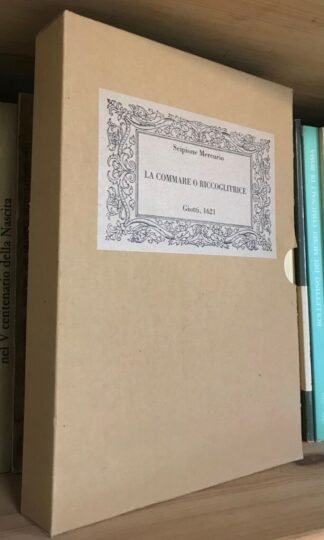 Scipione Mercurio
LA COMMARE O RICCOGLITRICE
Giotti, 1621
nel V centenario della Nascita
BOLLETTINO DEI MUSEI COMUNALI DI ROMA